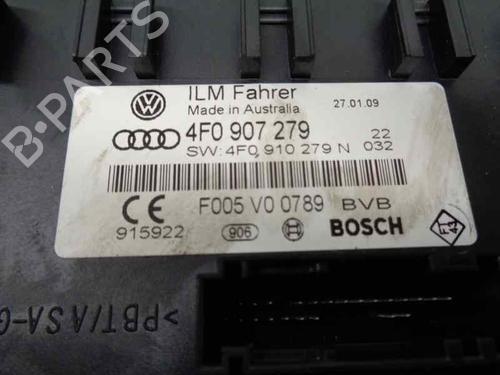 B-PARTS
ILM Fahrer
Made in Australia
27.01.09
4F0 907 279
22
SW: 4F0 910 279 N
032
F005 V0 0789
BVB
CE
915922
906
BOSCH
>PBT/ASA-G